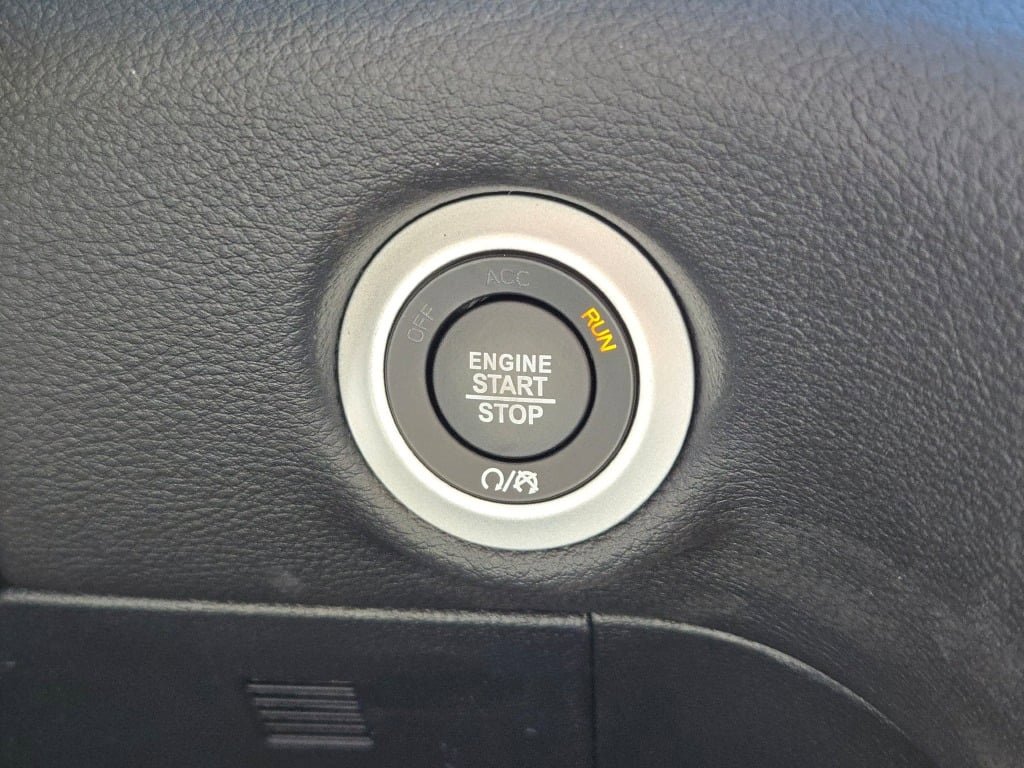 ACC
OFF
RUN
ENGINE
START
STOP